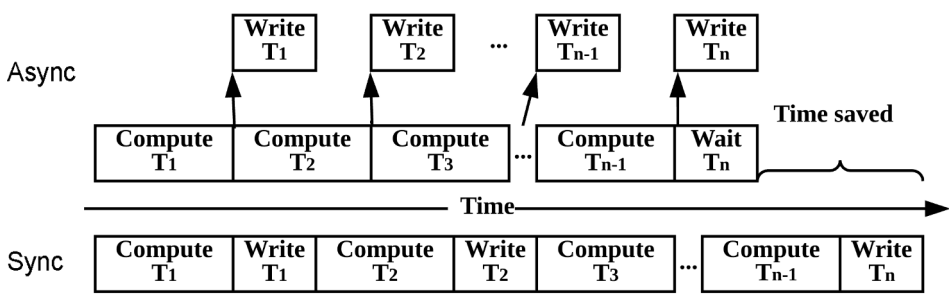 Write Write ... Write Write
T1 T2 Tn-1 Tn
Async
Time saved
Compute Compute Compute ... Compute Wait
T1 T2 T3 Tn-1 Tn
Time
Sync
Compute Write Compute Write Compute ... Compute Write
T1 T1 T2 T2 T3 Tn-1 Tn